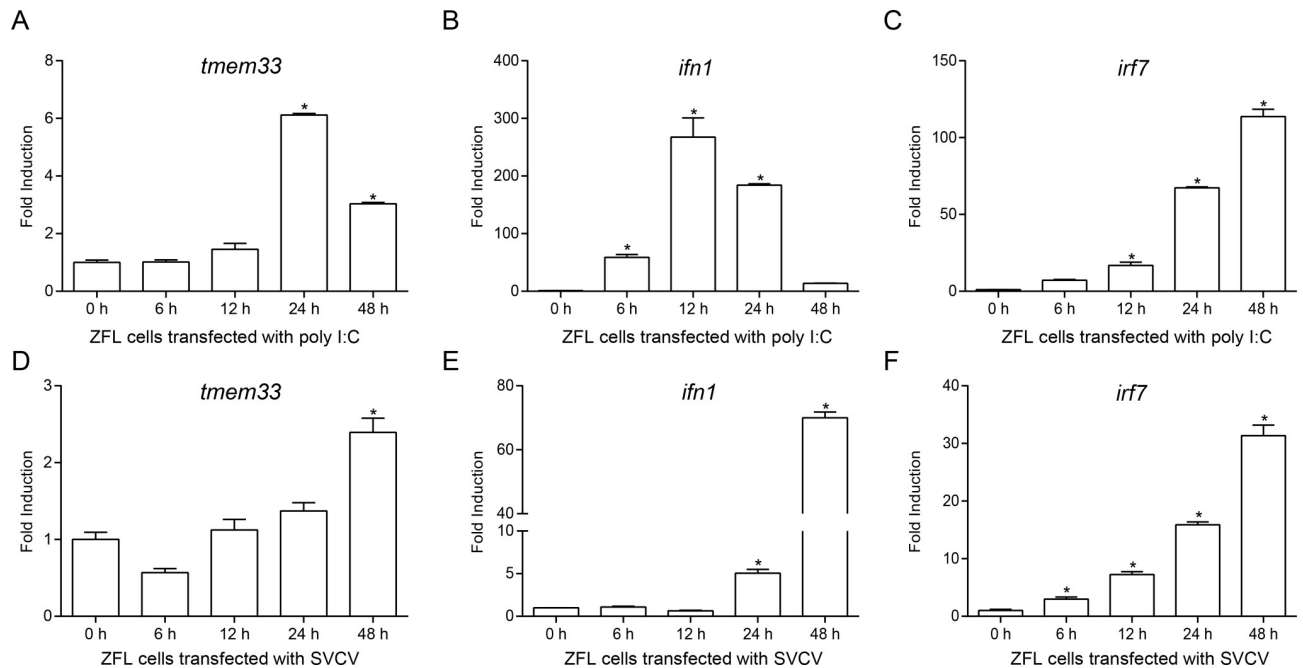 A
tmem33
Fold Induction
8
6
4
2
0
*
*
0 h 6 h 12 h 24 h 48 h
ZFL cells transfected with poly I:C
B
ifn1
Fold Induction
400
300
200
100
0
*
*
*
0 h 6 h 12 h 24 h 48 h
ZFL cells transfected with poly I:C
C
irf7
Fold Induction
150
100
50
0
*
*
*
0 h 6 h 12 h 24 h 48 h
ZFL cells transfected with poly I:C
D
tmem33
Fold Induction
3
2
1
0
*
0 h 6 h 12 h 24 h 48 h
ZFL cells transfected with SVCV
E
ifn1
Fold Induction
80
60
40
10
5
0
*
*
0 h 6 h 12 h 24 h 48 h
ZFL cells transfected with SVCV
F
irf7
Fold Induction
40
30
20
10
0
*
*
*
*
0 h 6 h 12 h 24 h 48 h
ZFL cells transfected with SVCV